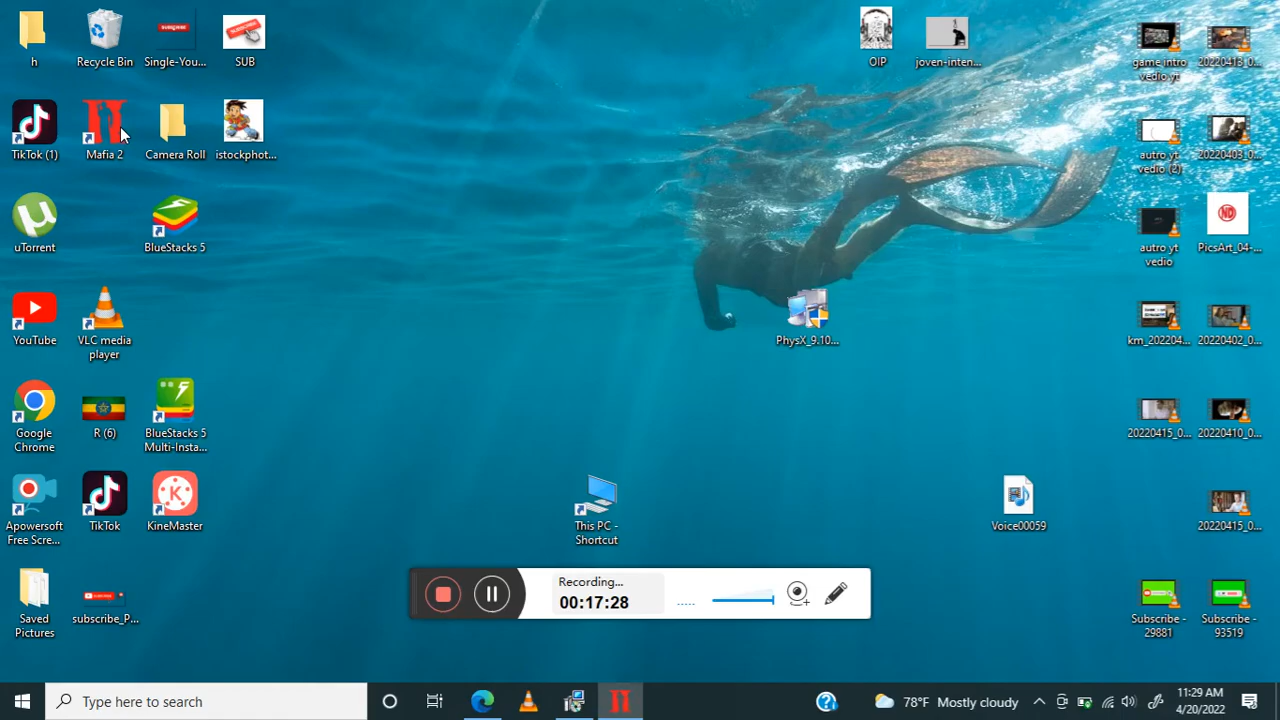 h
Recycle Bin
Single-You...
SUB
OIP
joven-inten...
game intro
vedio yt
20220413_0...
TikTok (1)
Mafia 2
Camera Roll
istockphot...
autro yt
vedio (2)
20220403_0...
uTorrent
BlueStacks 5
autro yt
vedio
ND
PicsArt_04-...
YouTube
VLC media
player
PhysX_9.10...
km_202204...
20220402_0...
Google
Chrome
R (6)
BlueStacks 5
Multi-Insta...
20220415_0...
20220410_0...
Apowersoft
Free Scre...
TikTok
KineMaster
This PC -
Shortcut
Voice00059
20220415_0...
Saved
Pictures
subscribe_P...
Recording...
00:17:28
Subscribe -
29881
Subscribe -
93519
Type here to search
78°F Mostly cloudy
11:29 AM
4/20/2022